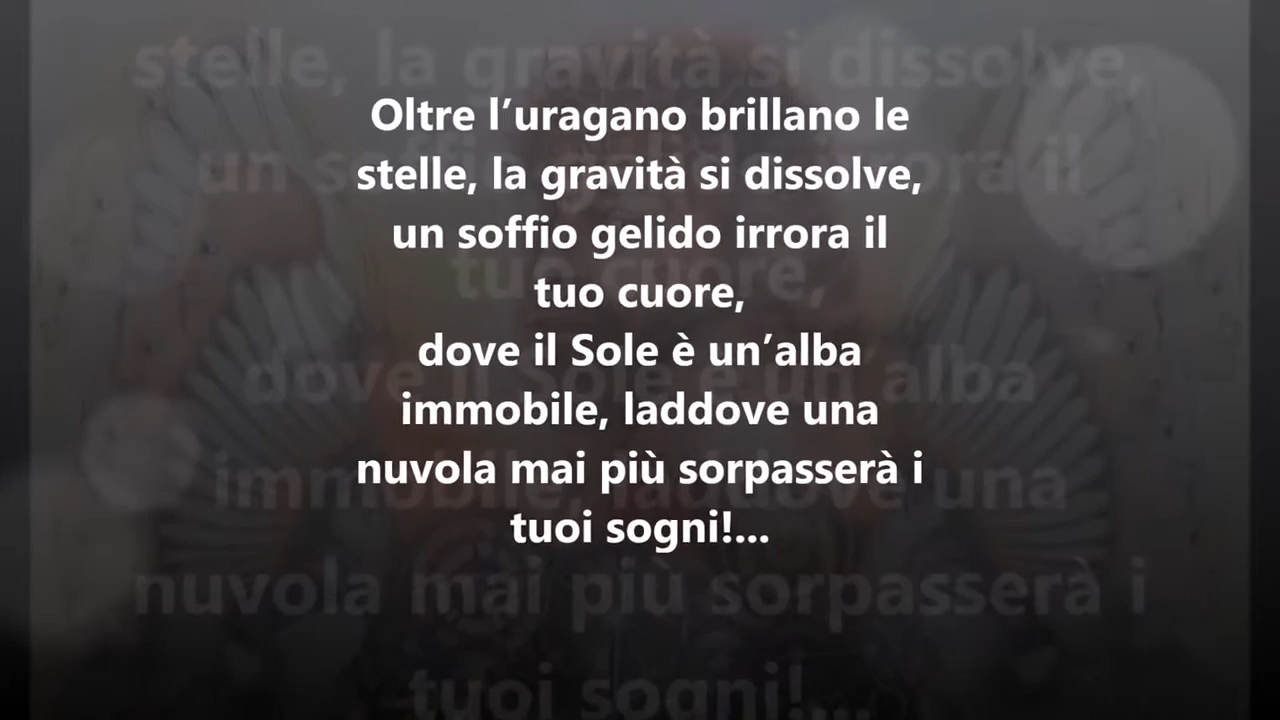 Oltre l’uragano brillano le
stelle, la gravità si dissolve,
un soffio gelido irrora il
tuo cuore,
dove il Sole è un’alba
immobile, laddove una
nuvola mai più sorpasserà i
tuoi sogni!...